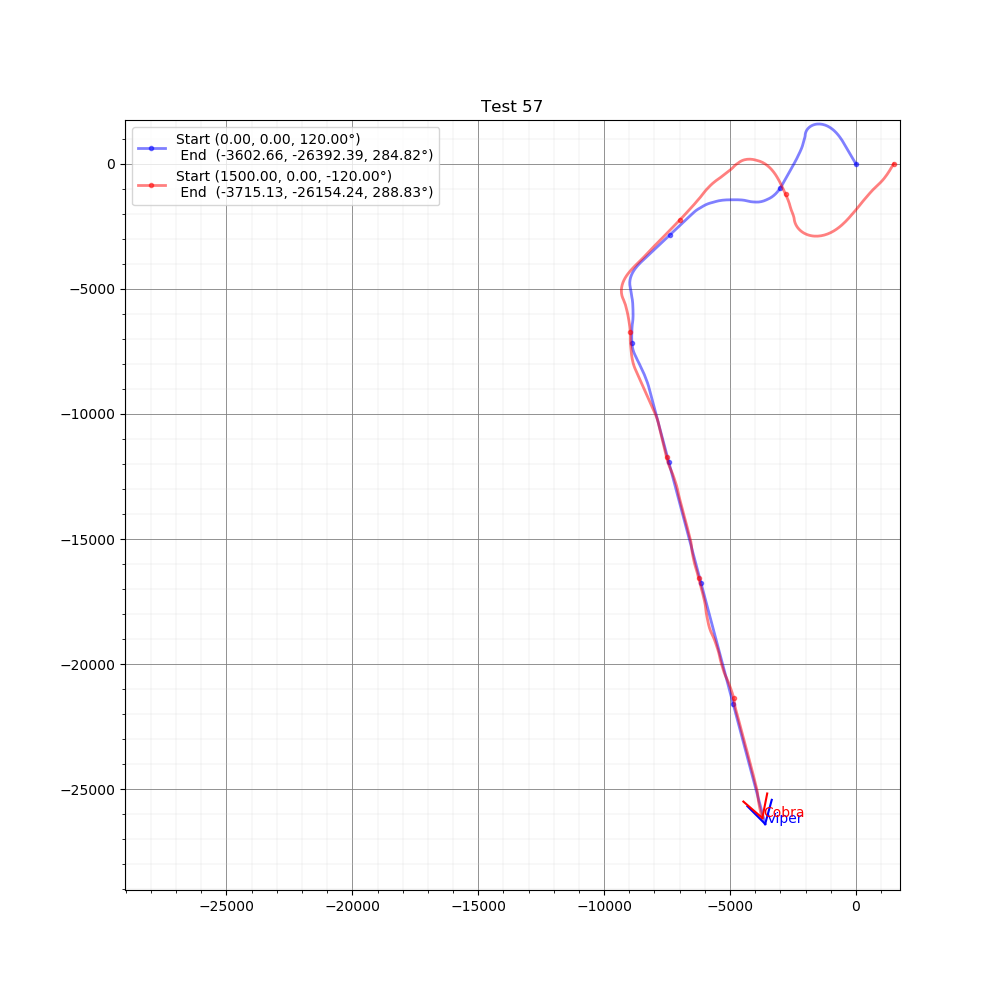 Test 57
Start (0.00, 0.00, 120.00°)
End (-3602.66, -26392.39, 284.82°)
Start (1500.00, 0.00, -120.00°)
End (-3715.13, -26154.24, 288.83°)
0
−5000
−10000
−15000
−20000
−25000
Cobra
Viper
−25000 −20000 −15000 −10000 −5000 0